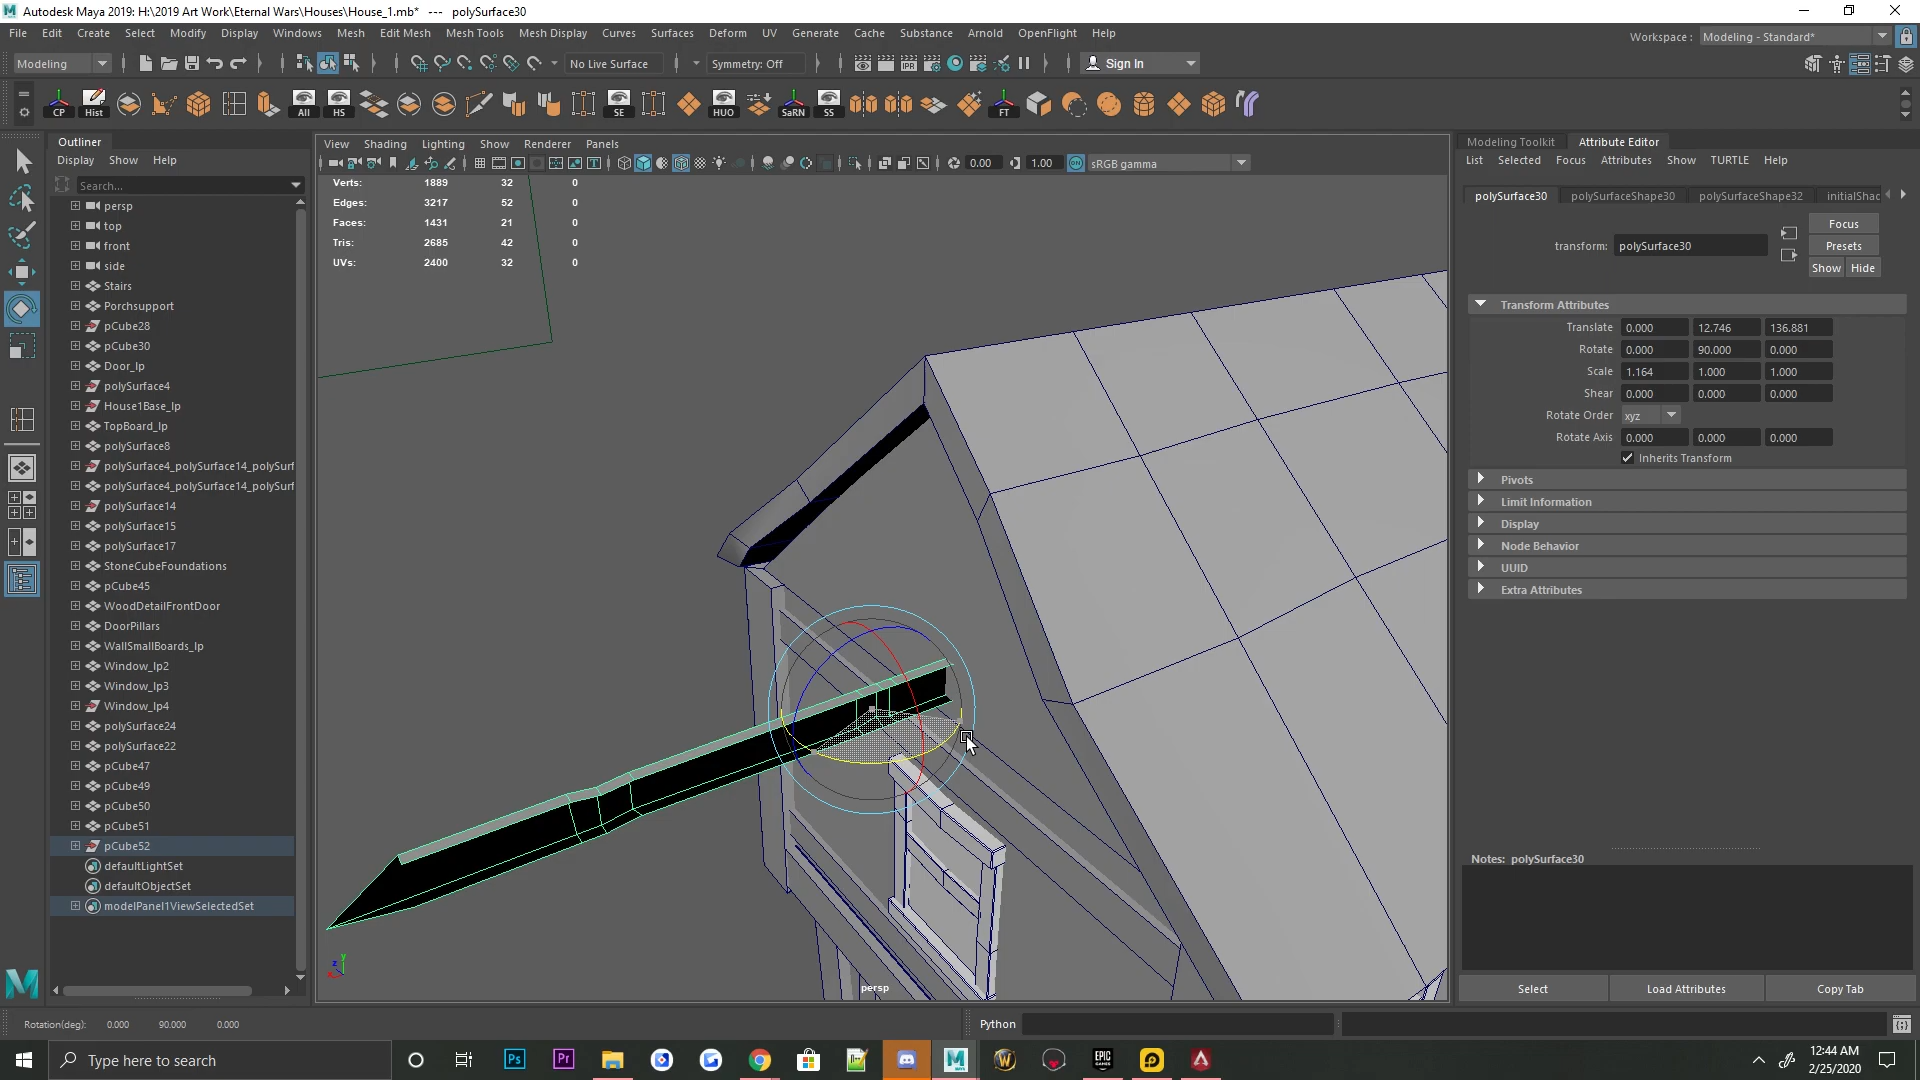 Autodesk Maya 2019: H:\2019 Art Work\Eternal Wars\Houses\House_1.mb* --- polySurface30
File Edit Create Select Modify Display Windows Mesh Edit Mesh Mesh Tools Mesh Display Curves Surfaces Deform UV Generate Cache Substance Arnold OpenFlight Help
Workspace : Modeling - Standard*
Modeling No Live Surface Symmetry: Off IPR Sign In
CP Hist All HS SE HUO SaRN SS FT
Outliner
Display Show Help
Search...
persp
top
front
side
Stairs
Porchsupport
pCube28
pCube30
Door_lp
polySurface4
House1Base_lp
TopBoard_lp
polySurface8
polySurface4_polySurface14_polySurf
polySurface4_polySurface14_polySurf
polySurface14
polySurface15
polySurface17
StoneCubeFoundations
pCube45
WoodDetailFrontDoor
DoorPillars
WallSmallBoards_lp
Window_lp2
Window_lp3
Window_lp4
polySurface24
polySurface22
pCube47
pCube49
pCube50
pCube51
pCube52
defaultLightSet
defaultObjectSet
modelPanel1ViewSelectedSet
View Shading Lighting Show Renderer Panels
0.00 1.00 ON sRGB gamma
Verts: 1889 32 0
Edges: 3217 52 0
Faces: 1431 21 0
Tris: 2685 42 0
UVs: 2400 32 0
z y x
persp
Modeling Toolkit Attribute Editor
List Selected Focus Attributes Show TURTLE Help
polySurface30 polySurfaceShape30 polySurfaceShape32 initialShac
transform: polySurface30
Focus
Presets
Show Hide
Transform Attributes
Translate 0.000 12.746 136.881
Rotate 0.000 90.000 0.000
Scale 1.164 1.000 1.000
Shear 0.000 0.000 0.000
Rotate Order xyz
Rotate Axis 0.000 0.000 0.000
Inherits Transform
Pivots
Limit Information
Display
Node Behavior
UUID
Extra Attributes
Notes: polySurface30
Select Load Attributes Copy Tab
Rotation(deg): 0.000 90.000 0.000
Python
Type here to search
Ps Pr EPIC GAMES
12:44 AM
2/25/2020